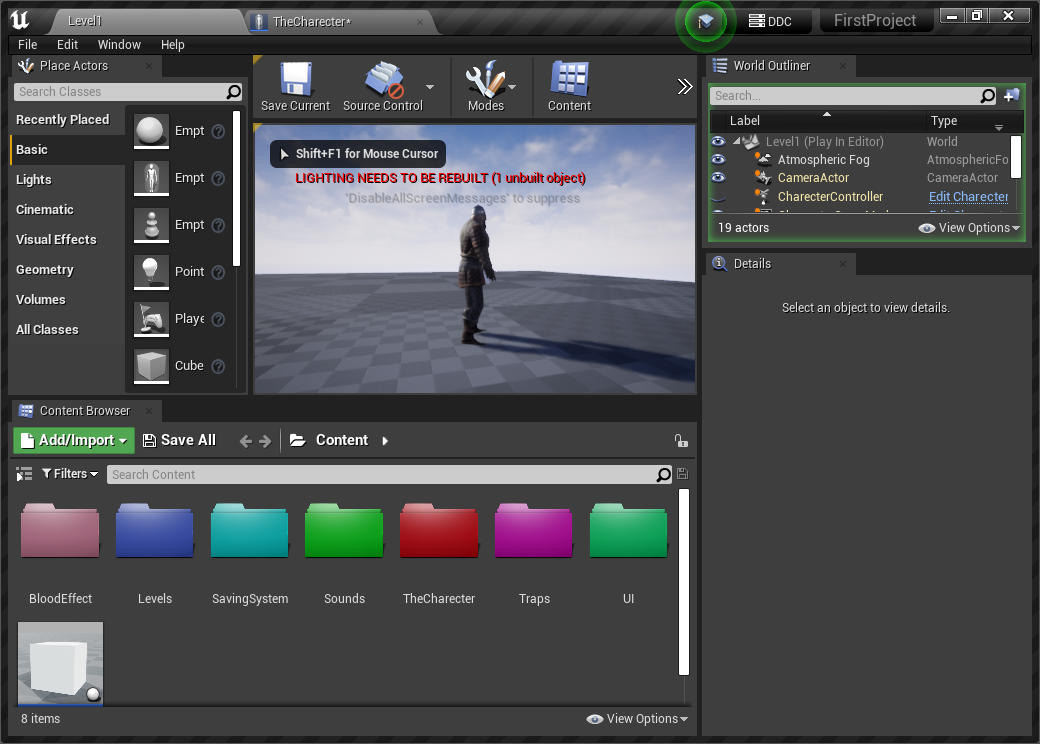 Level1
TheCharecter*
DDC
FirstProject
File Edit Window Help
Place Actors
Search Classes
Recently Placed
Basic
Lights
Cinematic
Visual Effects
Geometry
Volumes
All Classes
Empt
Empt
Empt
Point
Playe
Cube
Save Current
Source Control
Modes
Content
Shift+F1 for Mouse Cursor
LIGHTING NEEDS TO BE REBUILT (1 unbuilt object)
'DisableAllScreenMessages' to suppress
World Outliner
Search...
Label Type
Level1 (Play In Editor) World
Atmospheric Fog AtmosphericFo
CameraActor CameraActor
CharecterController Edit Charecter
19 actors View Options
Details
Select an object to view details.
Content Browser
Add/Import Save All Content
Filters Search Content
BloodEffect Levels SavingSystem Sounds TheCharecter Traps UI
8 items View Options